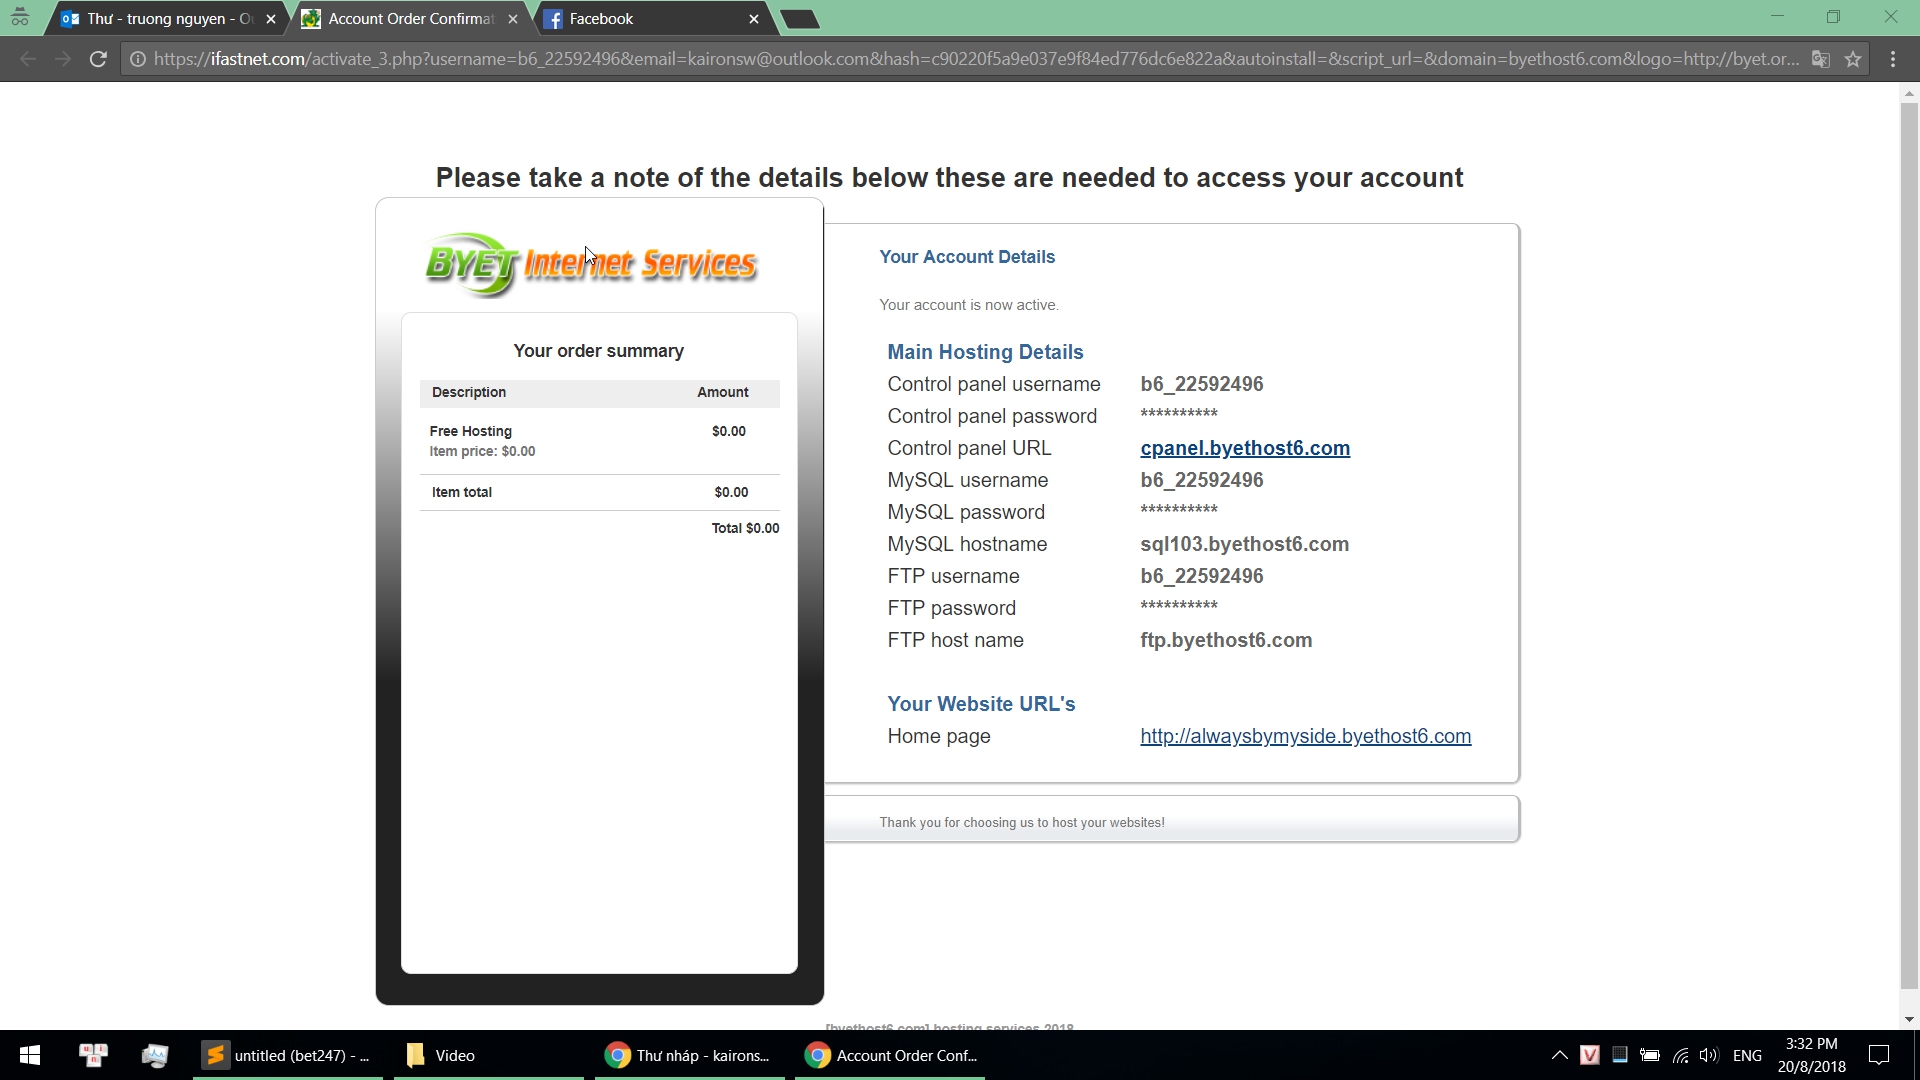 Thư - truong nguyen - Ou
Account Order Confirmat
Facebook
https://ifastnet.com/activate_3.php?username=b6_22592496&email=kaironsw@outlook.com&hash=c90220f5a9e037e9f84ed776dc6e822a&autoinstall=&script_url=&domain=byethost6.com&logo=http://byet.or...
Please take a note of the details below these are needed to access your account
BYET Internet Services
Your order summary
Description Amount
Free Hosting $0.00
Item price: $0.00
Item total $0.00
Total $0.00
Your Account Details
Your account is now active.
Main Hosting Details
Control panel username b6_22592496
Control panel password **********
Control panel URL cpanel.byethost6.com
MySQL username b6_22592496
MySQL password **********
MySQL hostname sql103.byethost6.com
FTP username b6_22592496
FTP password **********
FTP host name ftp.byethost6.com
Your Website URL's
Home page http://alwaysbymyside.byethost6.com
Thank you for choosing us to host your websites!
[byethost6.com] hosting services 2018
untitled (bet247) - ...
Video
Thư nháp - kairons...
Account Order Conf...
ENG
3:32 PM
20/8/2018